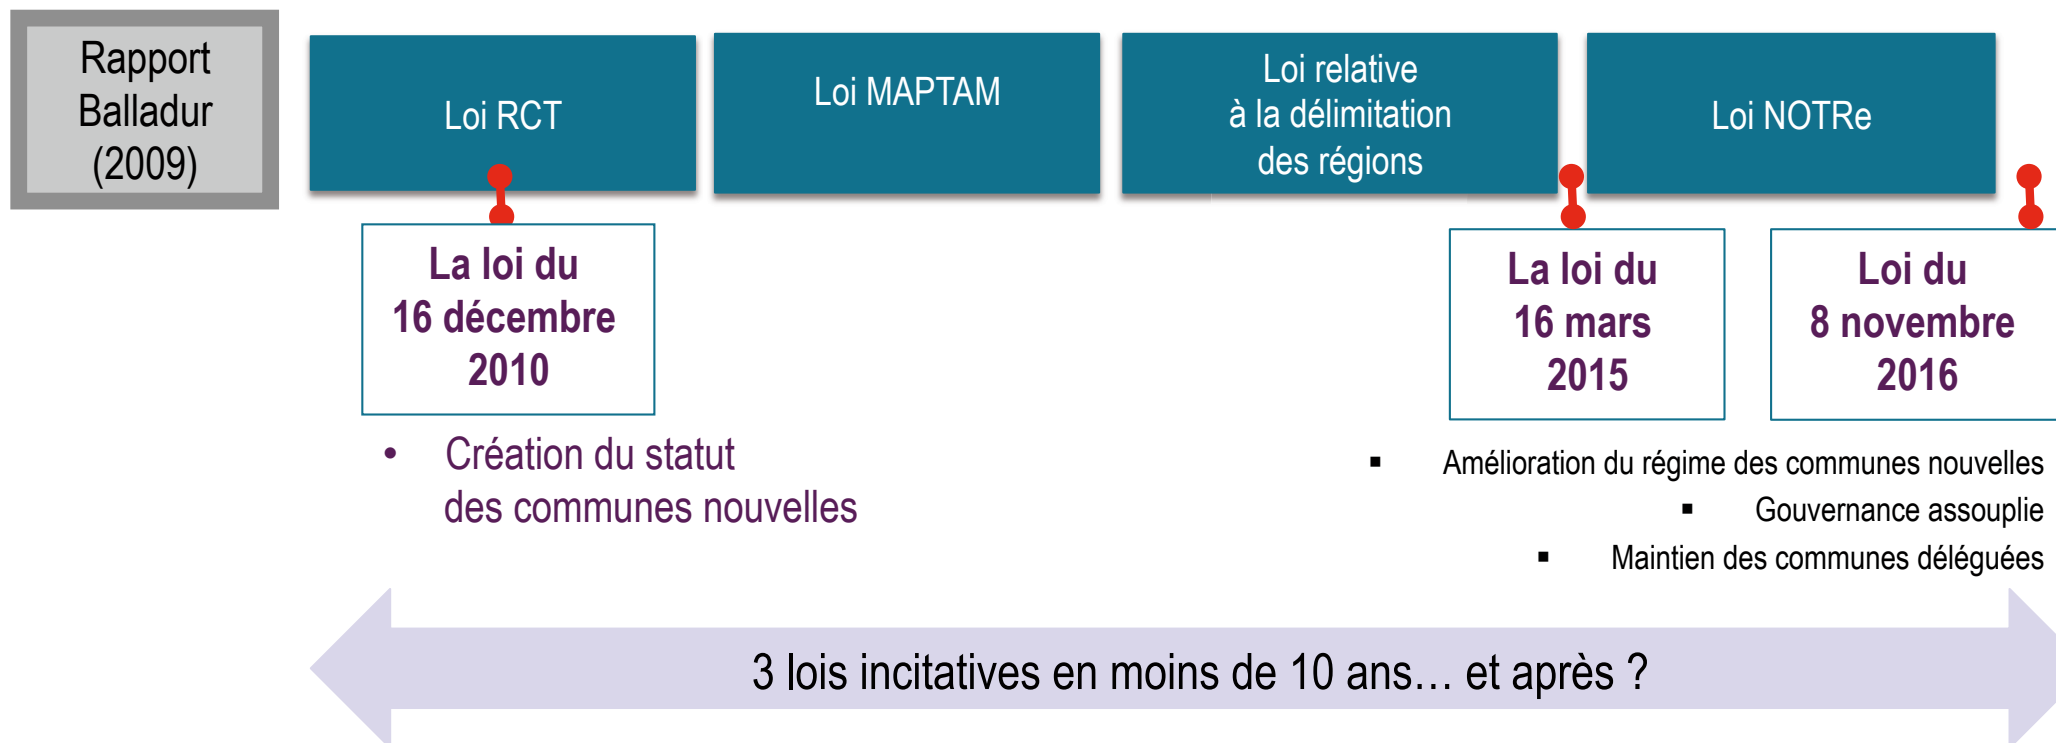 Rapport
Balladur
(2009)
Loi RCT
Loi MAPTAM
Loi relative
à la délimitation
des régions
Loi NOTRe
La loi du
16 décembre
2010
La loi du
16 mars
2015
Loi du
8 novembre
2016
• Création du statut
des communes nouvelles
▪ Amélioration du régime des communes nouvelles
▪ Gouvernance assouplie
▪ Maintien des communes déléguées
3 lois incitatives en moins de 10 ans… et après ?